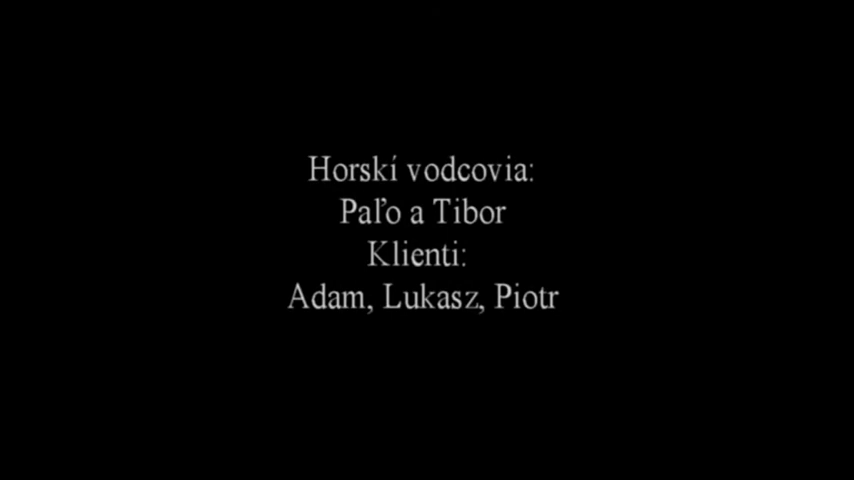 Horskí vodcovia:
Paľo a Tibor
Klienti:
Adam, Lukasz, Piotr